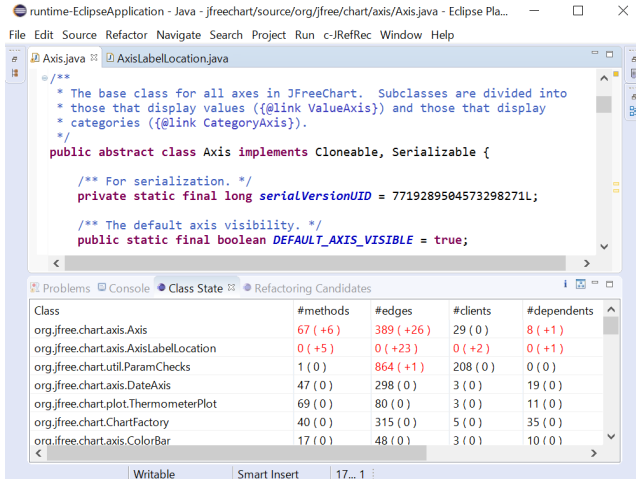 runtime-EclipseApplication - Java - jfreechart/source/org/jfree/chart/axis/Axis.java - Eclipse Pla...
File Edit Source Refactor Navigate Search Project Run c-JRefRec Window Help
Axis.java AxisLabelLocation.java
/**
* The base class for all axes in JFreeChart. Subclasses are divided into
* those that display values ({@link ValueAxis}) and those that display
* categories ({@link CategoryAxis}).
*/
public abstract class Axis implements Cloneable, Serializable {
/** For serialization. */
private static final long serialVersionUID = 7719289504573298271L;
/** The default axis visibility. */
public static final boolean DEFAULT_AXIS_VISIBLE = true;
Problems Console Class State Refactoring Candidates
Class #methods #edges #clients #dependents
org.jfree.chart.axis.Axis 67 ( +6 ) 389 ( +26 ) 29 ( 0 ) 8 ( +1 )
org.jfree.chart.axis.AxisLabelLocation 0 ( +5 ) 0 ( +23 ) 0 ( +2 ) 0 ( +1 )
org.jfree.chart.util.ParamChecks 1 ( 0 ) 864 ( +1 ) 208 ( 0 ) 0 ( 0 )
org.jfree.chart.axis.DateAxis 47 ( 0 ) 298 ( 0 ) 3 ( 0 ) 19 ( 0 )
org.jfree.chart.plot.ThermometerPlot 69 ( 0 ) 80 ( 0 ) 3 ( 0 ) 11 ( 0 )
org.jfree.chart.ChartFactory 40 ( 0 ) 315 ( 0 ) 5 ( 0 ) 35 ( 0 )
org.jfree.chart.axis.ColorBar 17 ( 0 ) 48 ( 0 ) 3 ( 0 ) 10 ( 0 )
Writable Smart Insert 17... 1